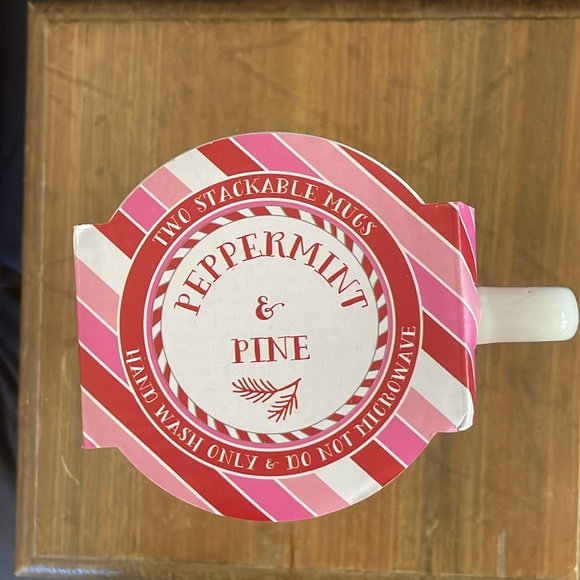 TWO STACKABLE MUGS
PEPPERMINT
&
PINE
HAND WASH ONLY & DO NOT MICROWAVE